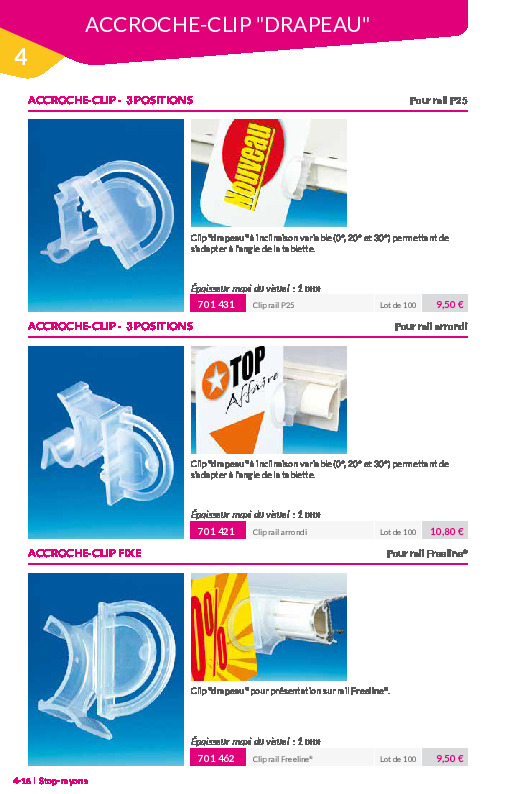 ACCROCHE-CLIP "DRAPEAU"
4
ACCROCHE-CLIP - 3 POSITIONS
Pour rail P25
Nouveau
Clip "drapeau" à inclinaison variable (0°, 20° et 30°) permettant de
s'adapter à l'angle de la tablette.
Épaisseur maxi du visuel : 1 mm
701 431 Clip rail P25 Lot de 100 9,50 €
ACCROCHE-CLIP - 3 POSITIONS
Pour rail arrondi
TOP
Affaire
Clip "drapeau" à inclinaison variable (0°, 20° et 30°) permettant de
s'adapter à l'angle de la tablette.
Épaisseur maxi du visuel : 1 mm
701 421 Clip rail arrondi Lot de 100 10,80 €
ACCROCHE-CLIP FIXE
Pour rail Freeline®
0%
Clip "drapeau" pour présentation sur rail Freeline®.
Épaisseur maxi du visuel : 1 mm
701 462 Clip rail Freeline® Lot de 100 9,50 €
4-16 | Stop-rayons